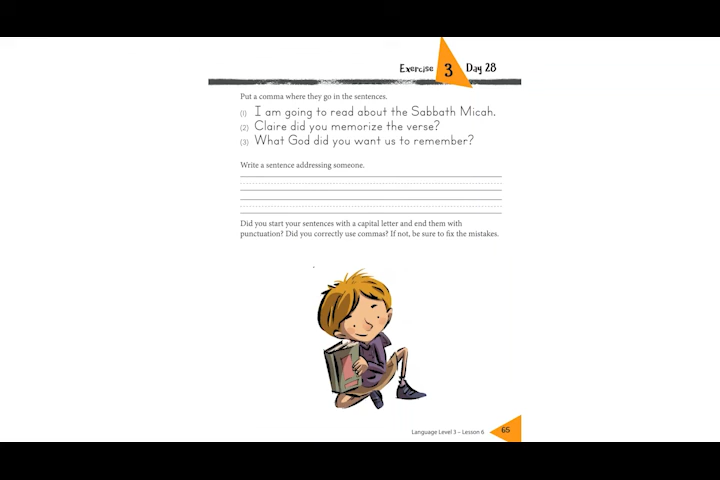 Exercise 3 Day 28
Put a comma where they go in the sentences.
(1) I am going to read about the Sabbath Micah.
(2) Claire did you memorize the verse?
(3) What God did you want us to remember?
Write a sentence addressing someone.
Did you start your sentences with a capital letter and end them with
punctuation? Did you correctly use commas? If not, be sure to fix the mistakes.
Language Level 3 – Lesson 6 65